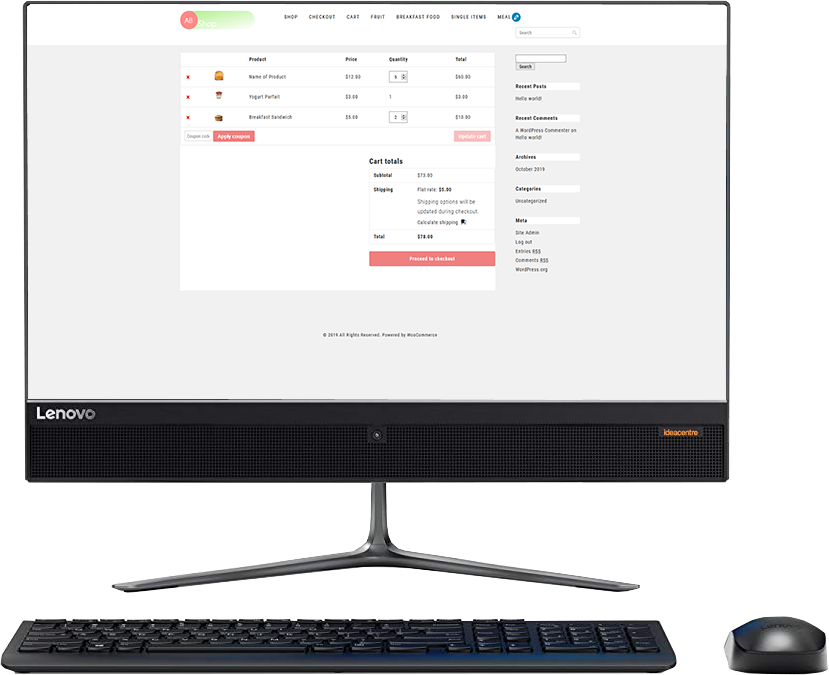 AB
Shop
SHOP CHECKOUT CART FRUIT BREAKFAST FOOD SINGLE ITEMS MEAL
Search
Product Price Quantity Total
Name of Product $12.00 5 $60.00
Yogurt Parfait $3.00 1 $3.00
Breakfast Sandwich $5.00 2 $10.00
Coupon code Apply coupon Update cart
Cart totals
Subtotal $73.00
Shipping Flat rate: $5.00
Shipping options will be
updated during checkout.
Calculate shipping
Total $78.00
Proceed to checkout
Search
Recent Posts
Hello world!
Recent Comments
A WordPress Commenter on
Hello world!
Archives
October 2019
Categories
Uncategorized
Meta
Site Admin
Log out
Entries RSS
Comments RSS
WordPress.org
© 2019 All Rights Reserved. Powered by WooCommerce
Lenovo
ideacentre
Lenovo